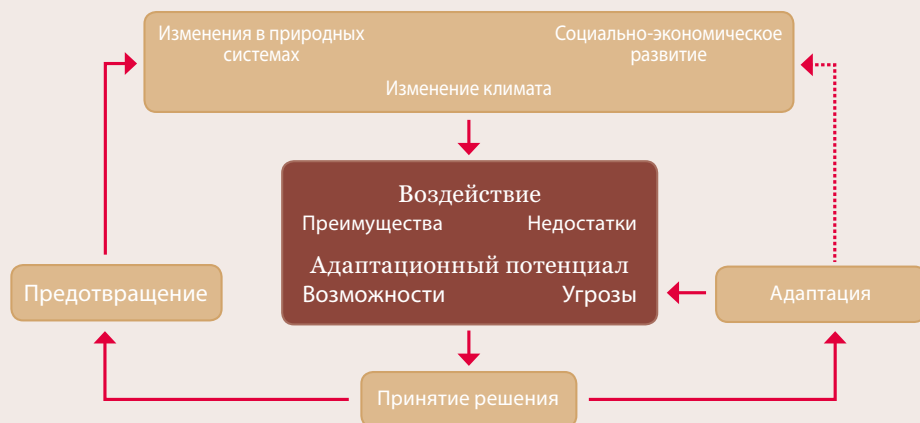 Изменения в природных
системах
Социально-экономическое
развитие
Изменение климата
Воздействие
Преимущества Недостатки
Адаптационный потенциал
Возможности Угрозы
Предотвращение
Адаптация
Принятие решения